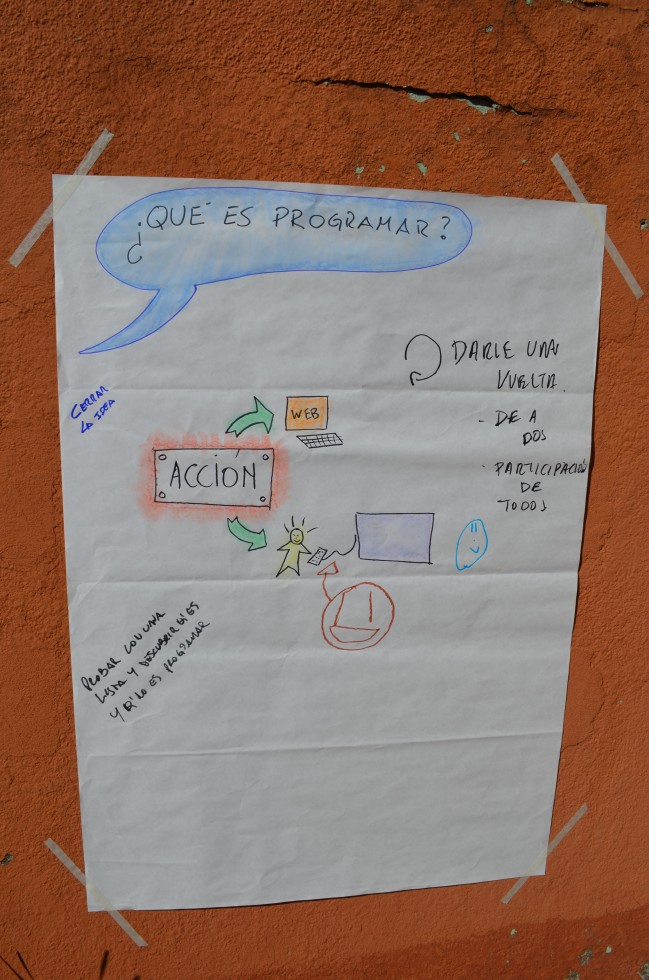 ¿QUÉ ES PROGRAMAR?
DARLE UNA
VUELTA.
- DE A
DOS
- PARTICIPACIÓN
DE
TODOS
CERRAR
LA IDEA
WEB
ACCIÓN
PROBAR CON UNA
LISTA Y DESCUBRIR
Y LO ES PROGRAMAR